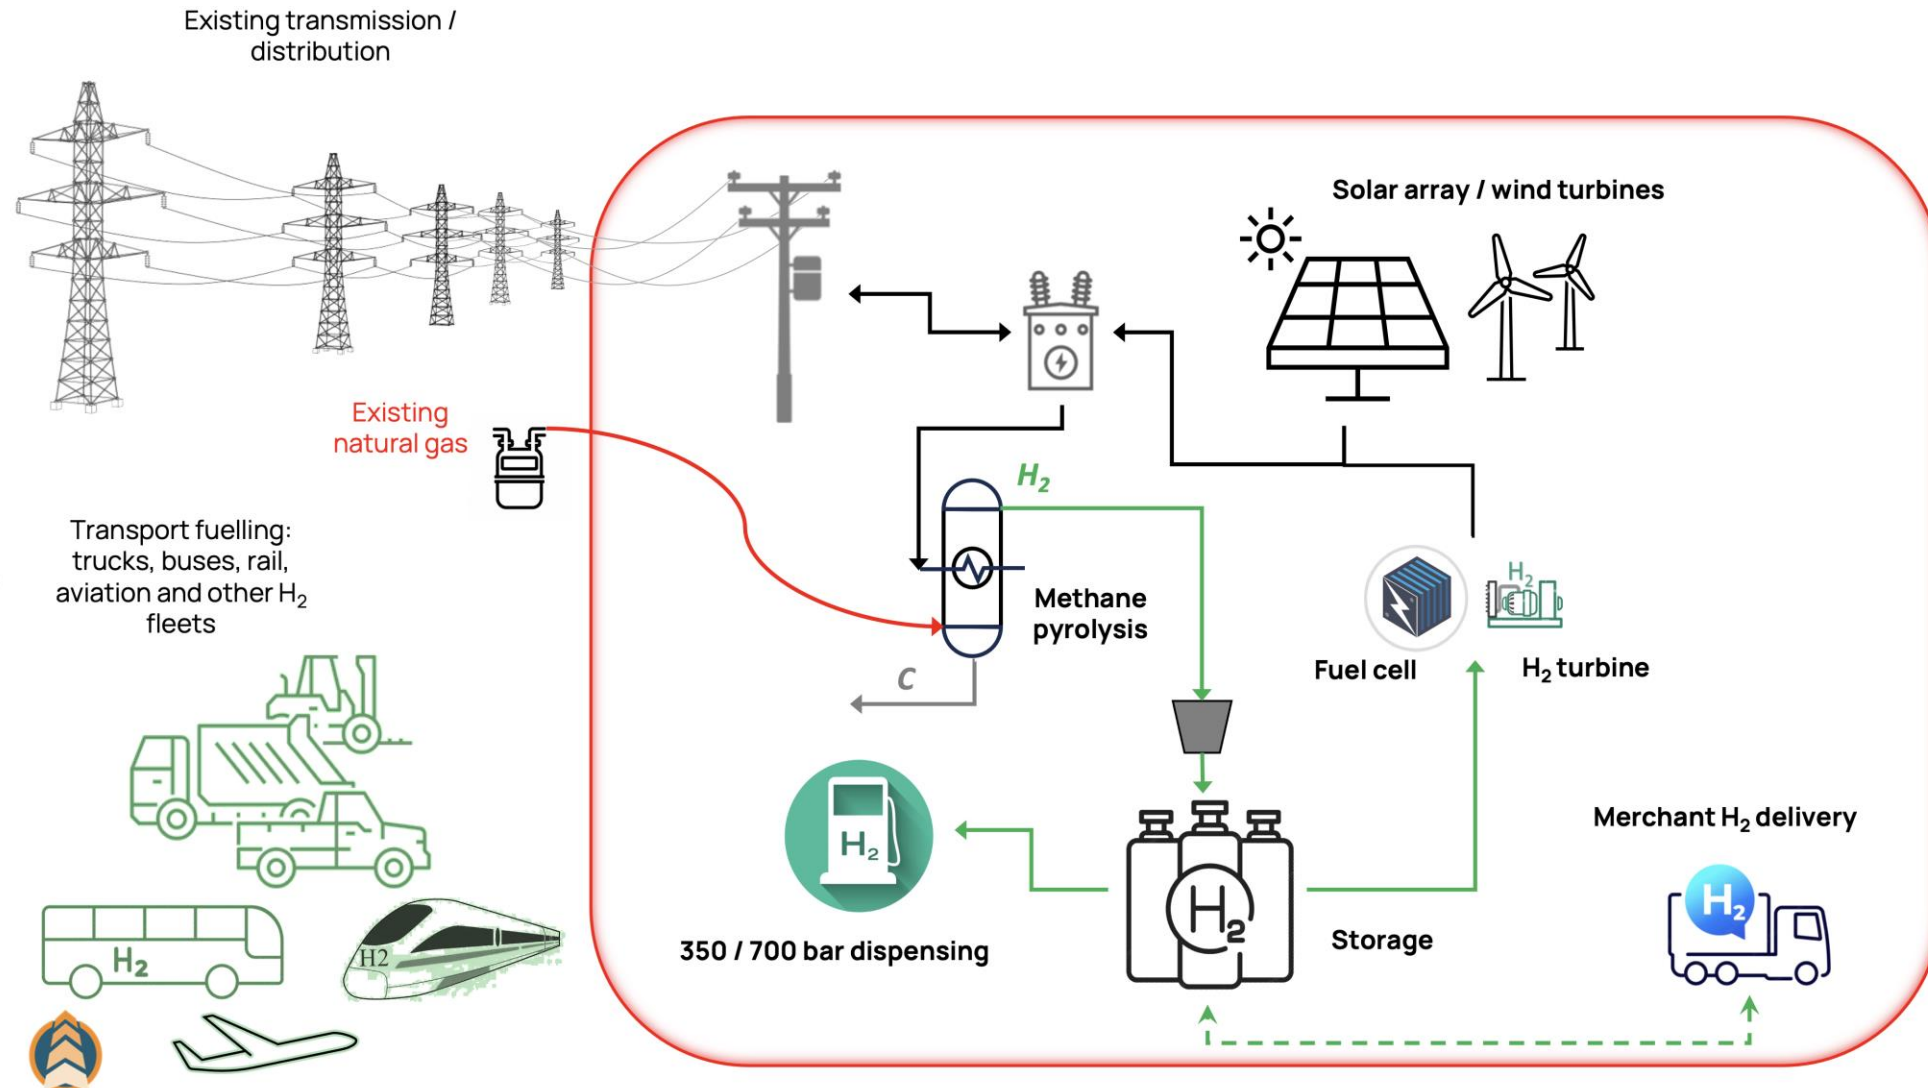 Existing transmission /
distribution
Solar array / wind turbines
Existing
natural gas
H₂
Transport fuelling:
trucks, buses, rail,
aviation and other H₂
fleets
Methane
pyrolysis
C
H₂
Fuel cell
H₂ turbine
H₂
Merchant H₂ delivery
H₂
H₂
Storage
350 / 700 bar dispensing
H₂
H2